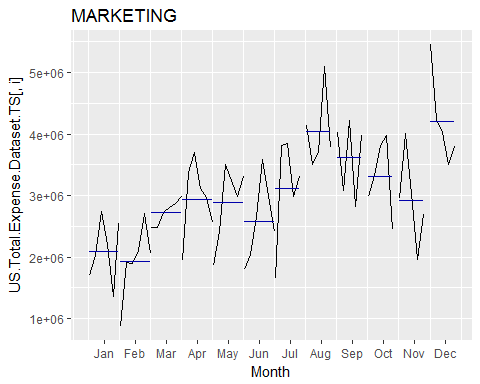 MARKETING
US.Total.Expense.Dataset.TS[, i]
5e+06
4e+06
3e+06
2e+06
1e+06
Jan Feb Mar Apr May Jun Jul Aug Sep Oct Nov Dec
Month